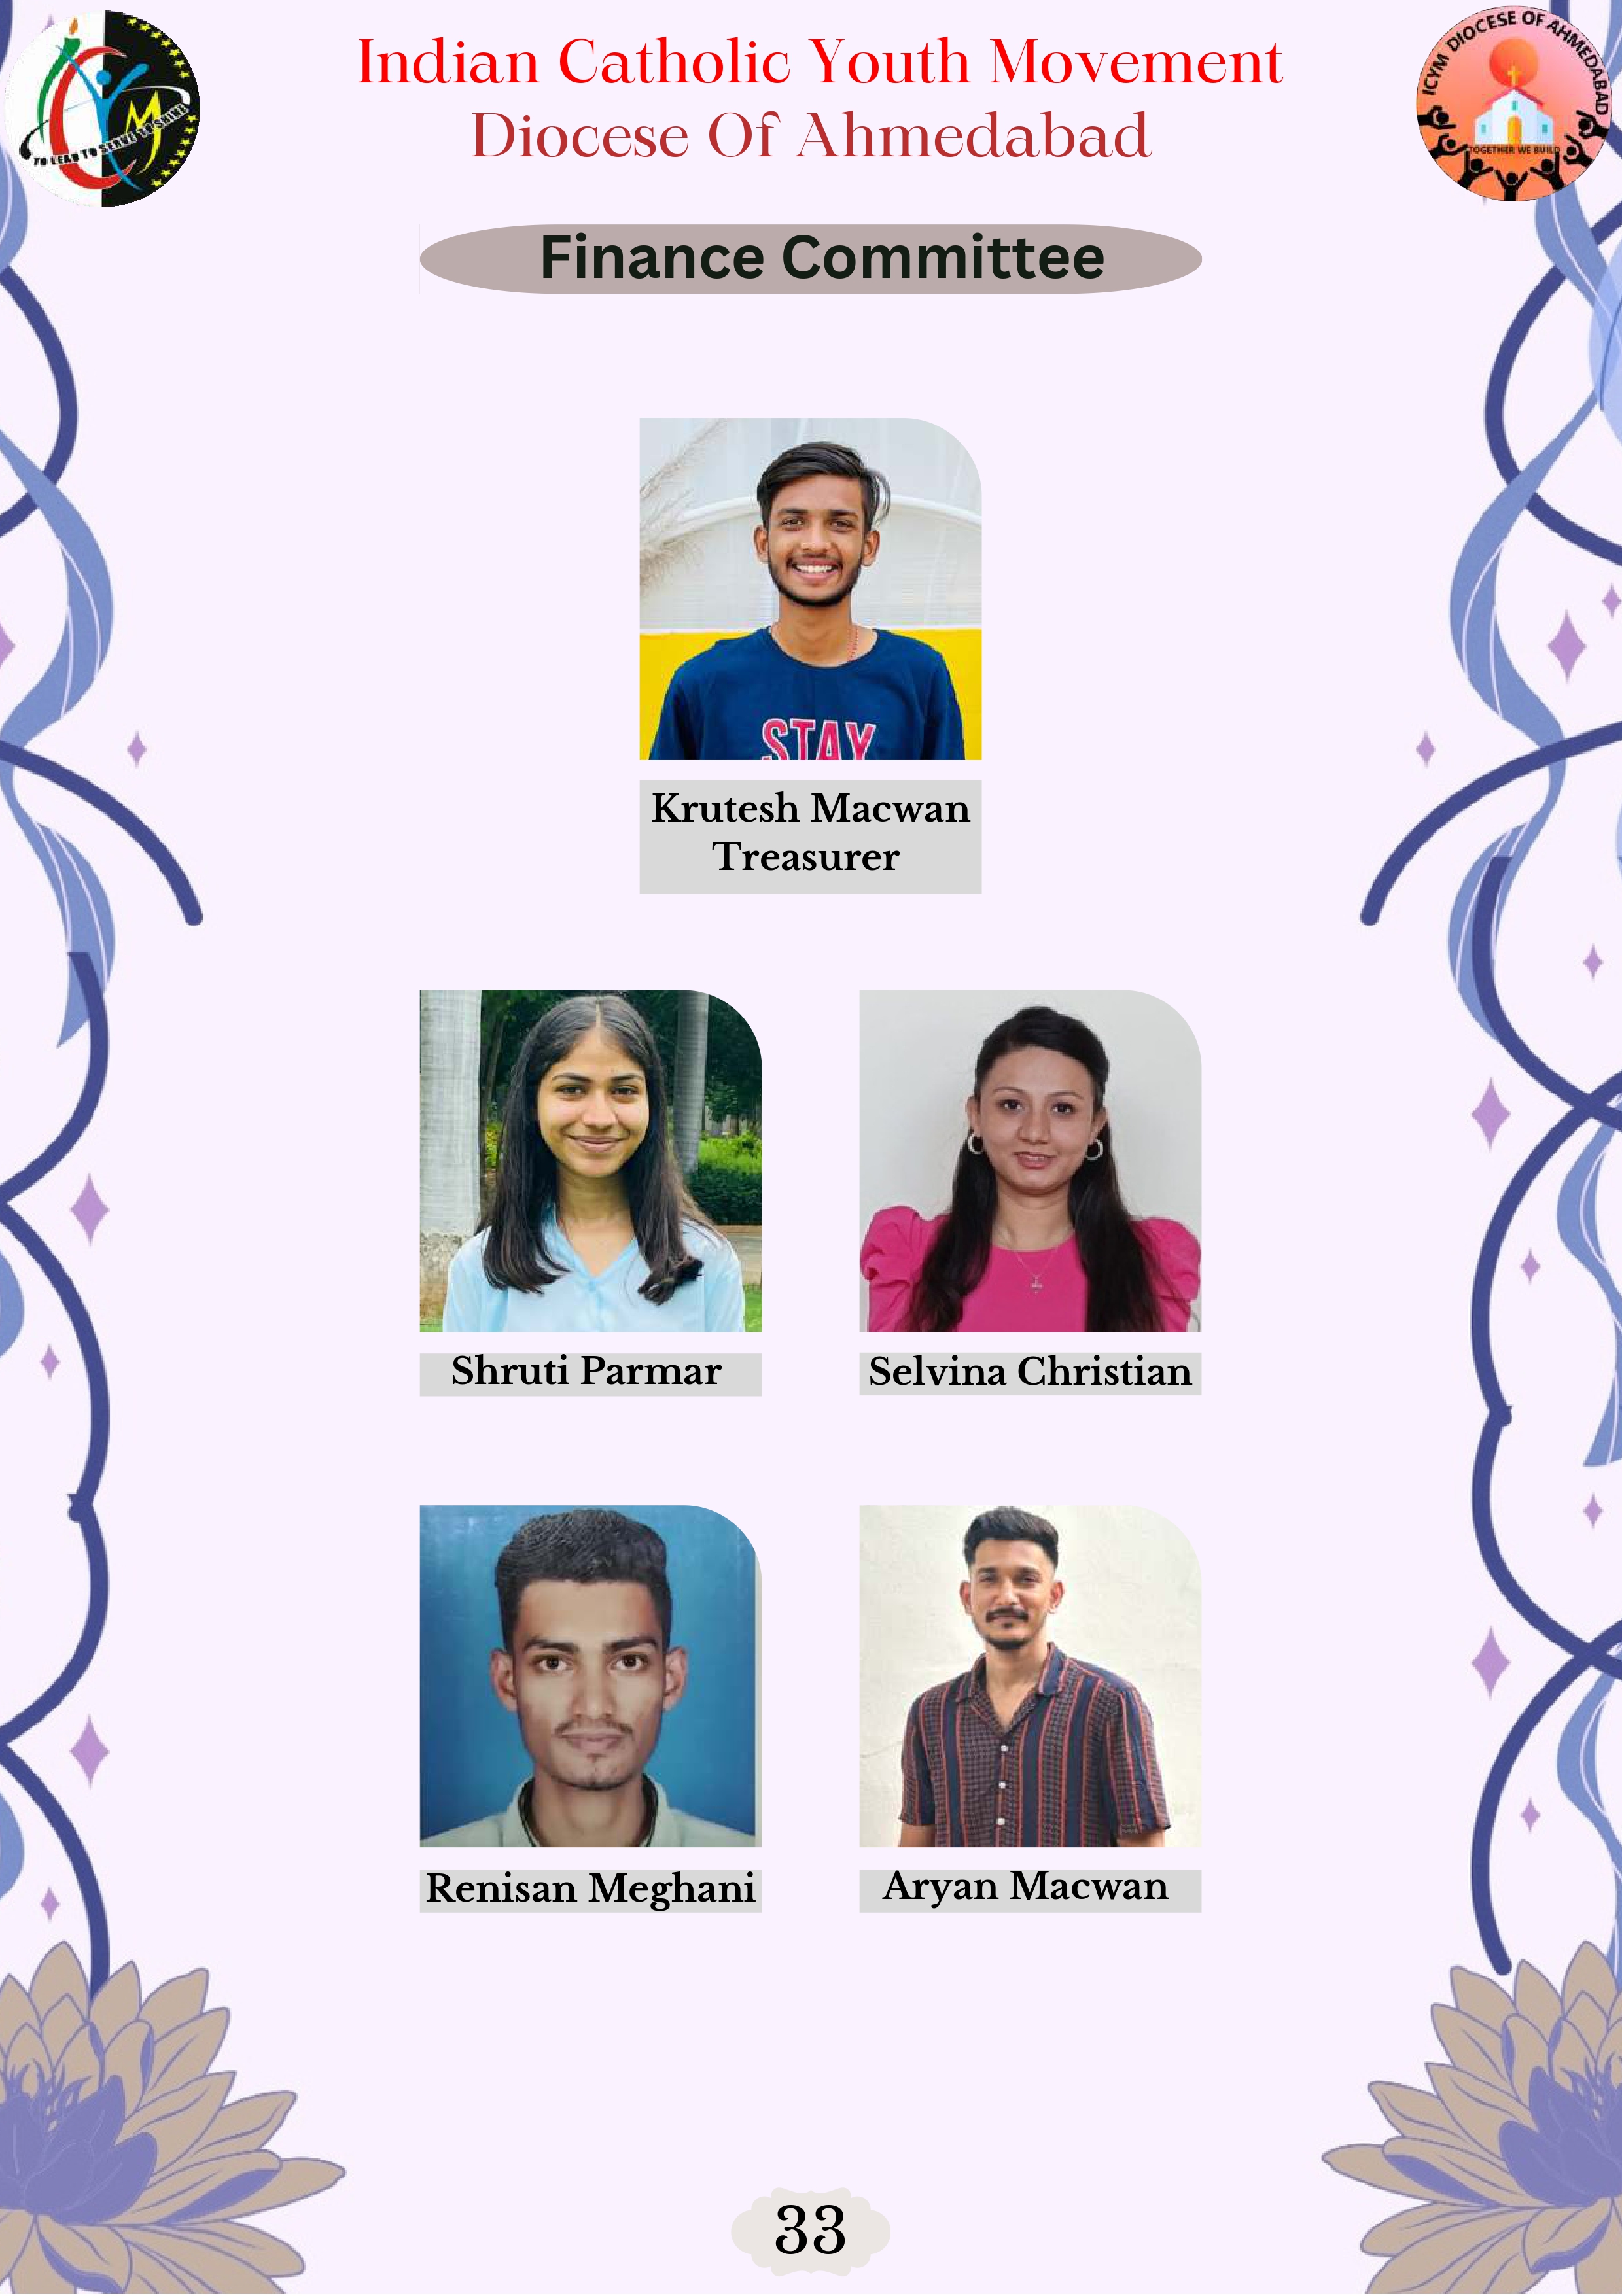 TO LEAD TO SERVE TO SHINE
Indian Catholic Youth Movement
Diocese Of Ahmedabad
ICYM DIOCESE OF AHMEDABAD
TOGETHER WE BUILD
Finance Committee
STAY
Krutesh Macwan
Treasurer
Shruti Parmar
Selvina Christian
Renisan Meghani
Aryan Macwan
33